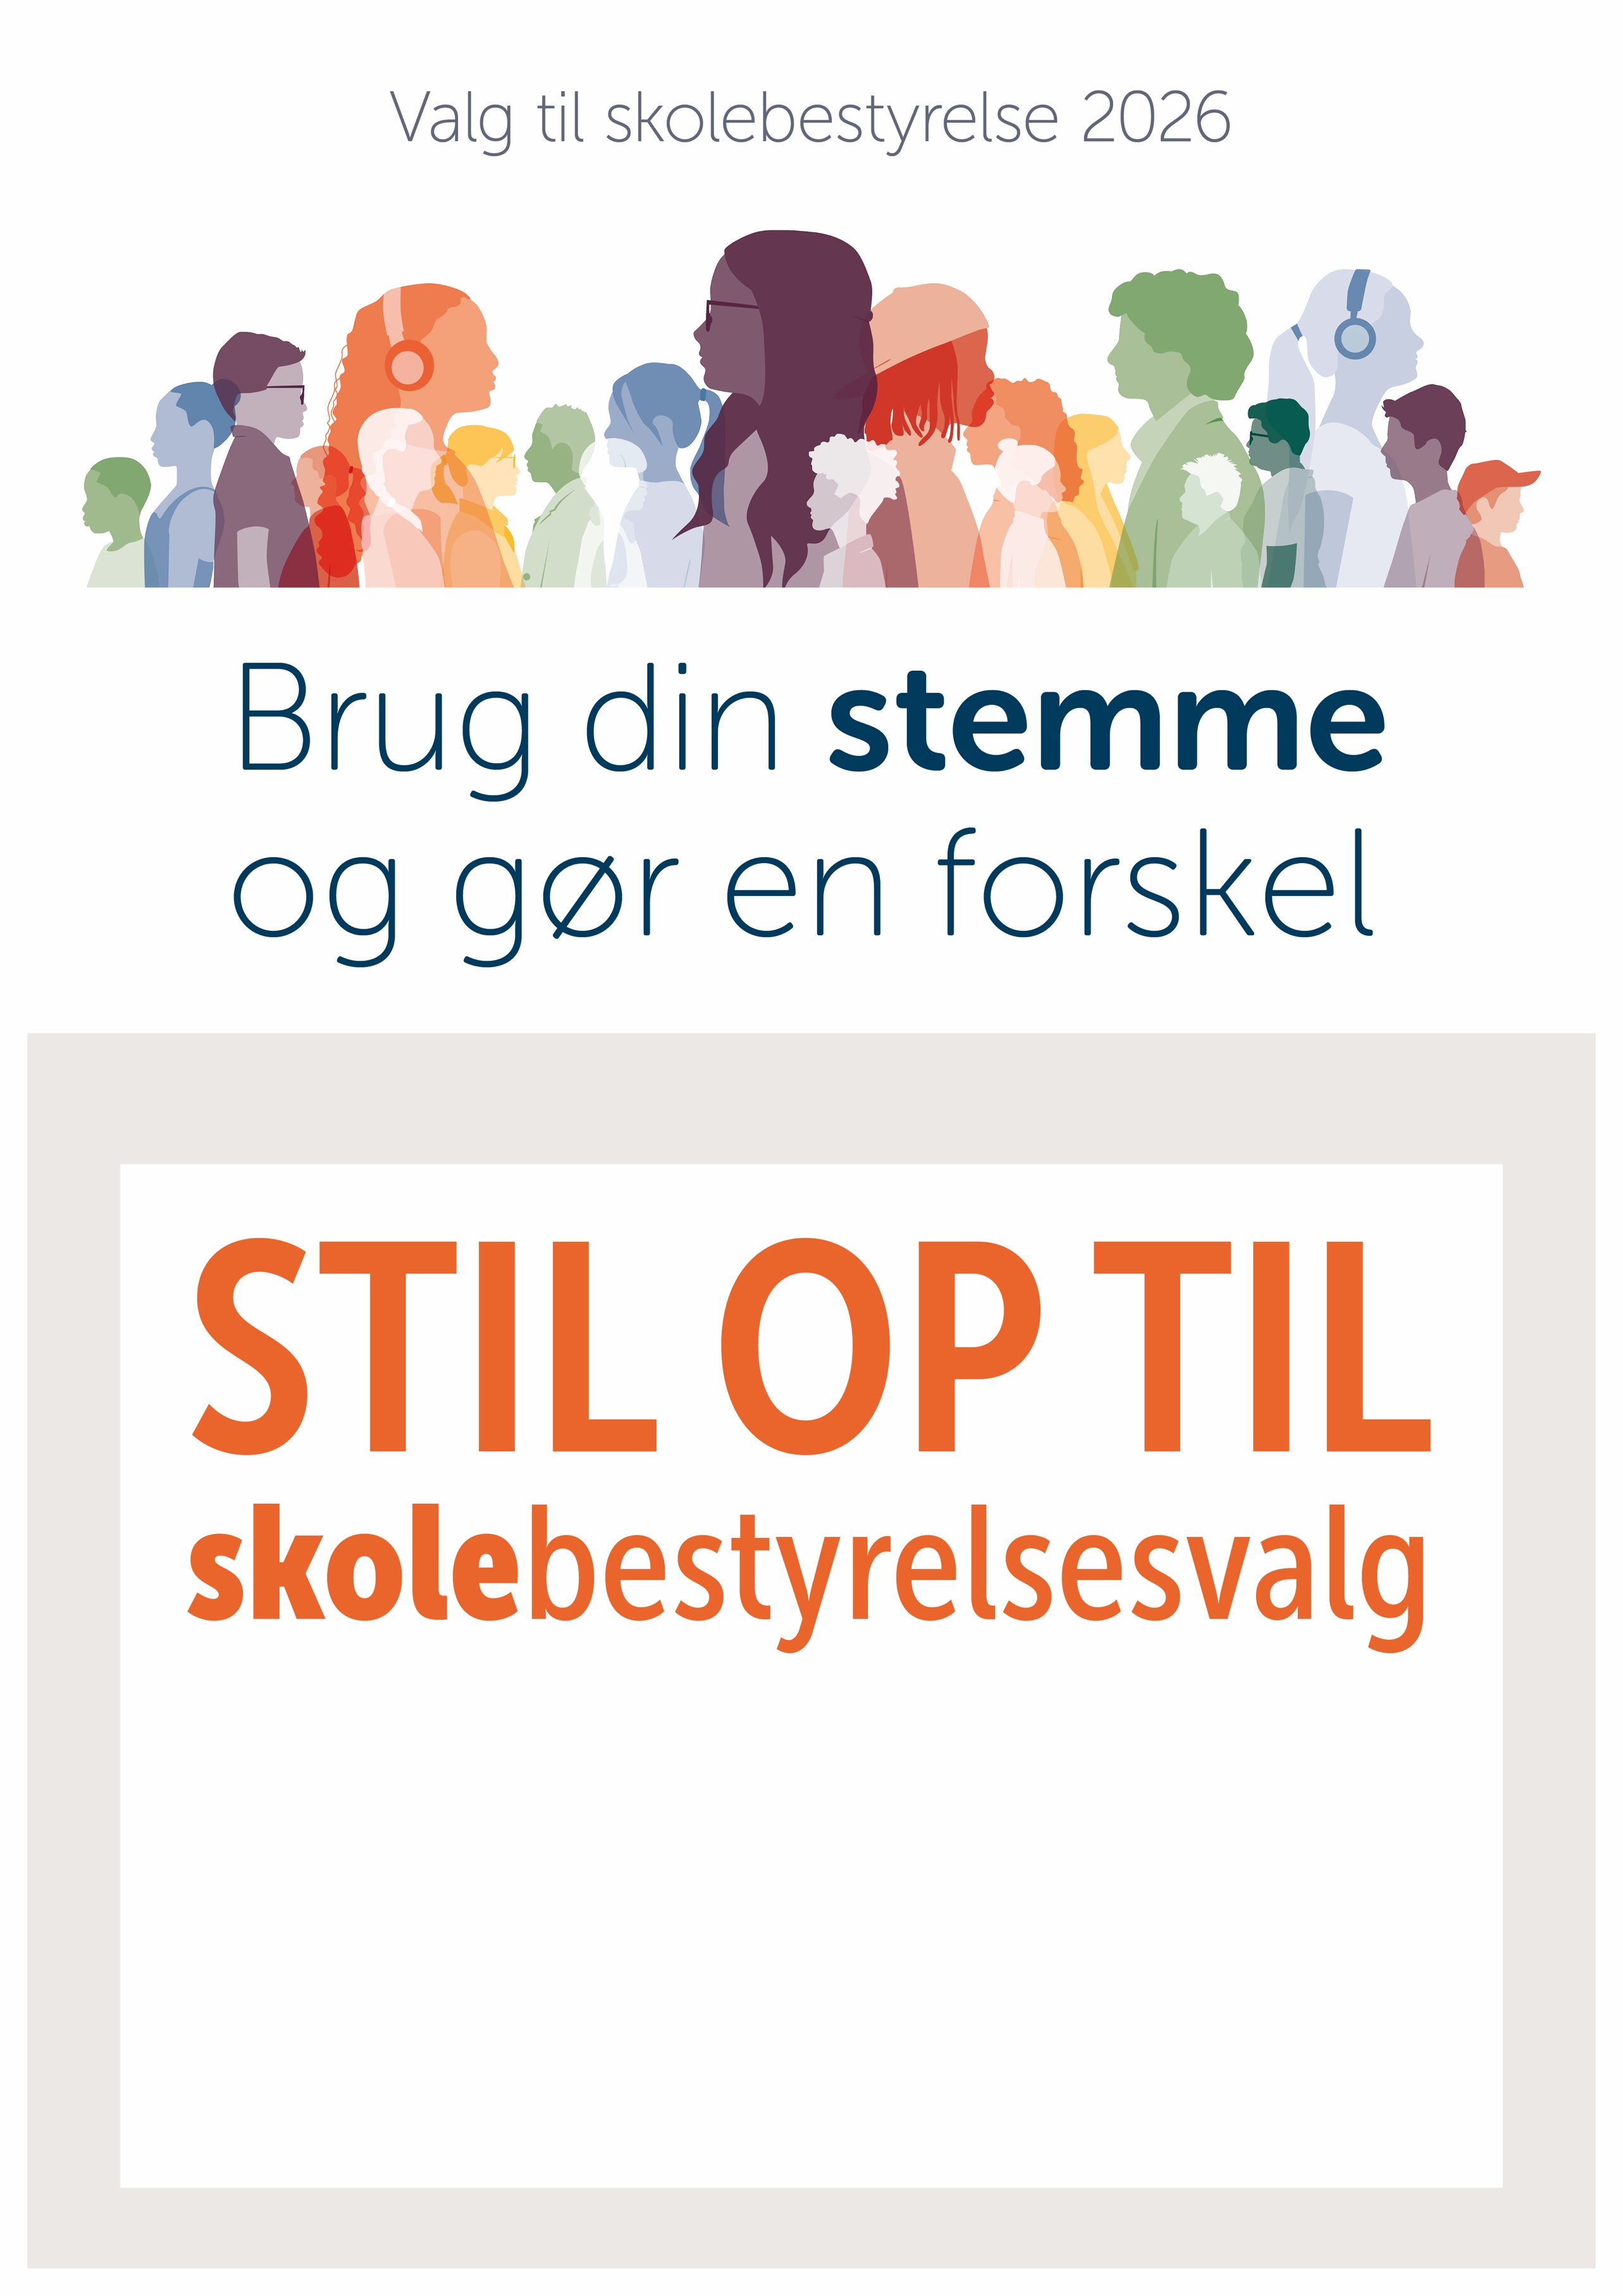 Valg til skolebestyrelse 2026
Brug din stemme
og gør en forskel
STIL OP TIL
skolebestyrelsesvalg